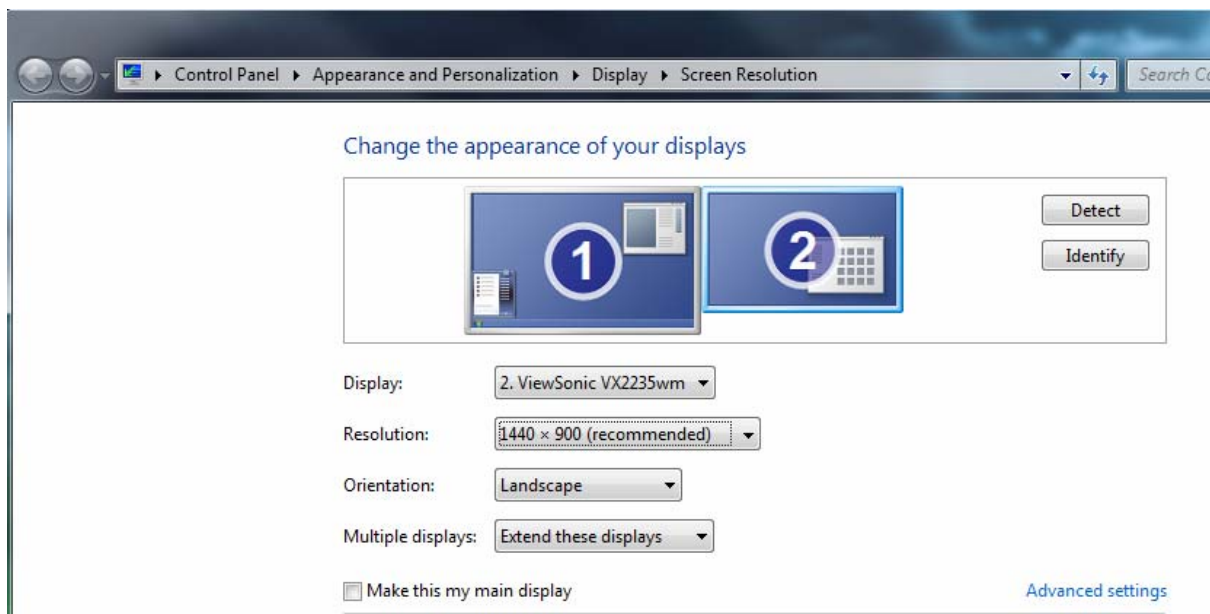 Control Panel Appearance and Personalization Display Screen Resolution Search
Change the appearance of your displays
1 2
Detect
Identify
Display: 2. ViewSonic VX2235wm
Resolution: 1440 × 900 (recommended)
Orientation: Landscape
Multiple displays: Extend these displays
Make this my main display Advanced settings